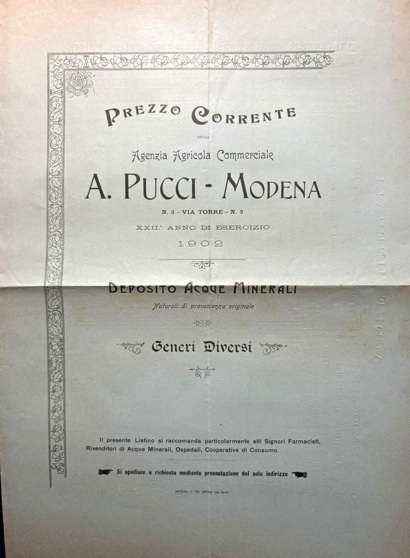 PREZZO CORRENTE
Agenzia Agricola Commerciale
A. PUCCI - MODENA
N. 3 - VIA TORRE - N. 3
XXII.° ANNO DI ESERCIZIO
1902
DEPOSITO ACQUE MINERALI
Naturali di provenienza originale
Generi Diversi
Il presente Listino si raccomanda particolarmente alli Signori Farmacisti,
Rivenditori di Acque Minerali, Ospedali, Cooperative di Consumo.
Si spedisce a richiesta mediante presentazione del solo indirizzo